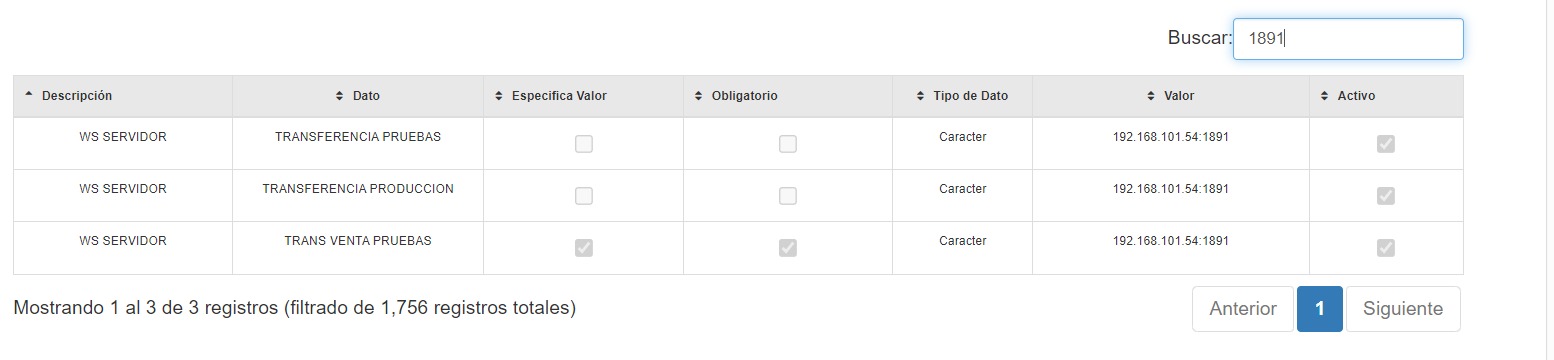 Buscar: 1891
Descripción Dato Especifica Valor Obligatorio Tipo de Dato Valor Activo
WS SERVIDOR TRANSFERENCIA PRUEBAS Caracter 192.168.101.54:1891
WS SERVIDOR TRANSFERENCIA PRODUCCION Caracter 192.168.101.54:1891
WS SERVIDOR TRANS VENTA PRUEBAS Caracter 192.168.101.54:1891
Mostrando 1 al 3 de 3 registros (filtrado de 1,756 registros totales) Anterior 1 Siguiente